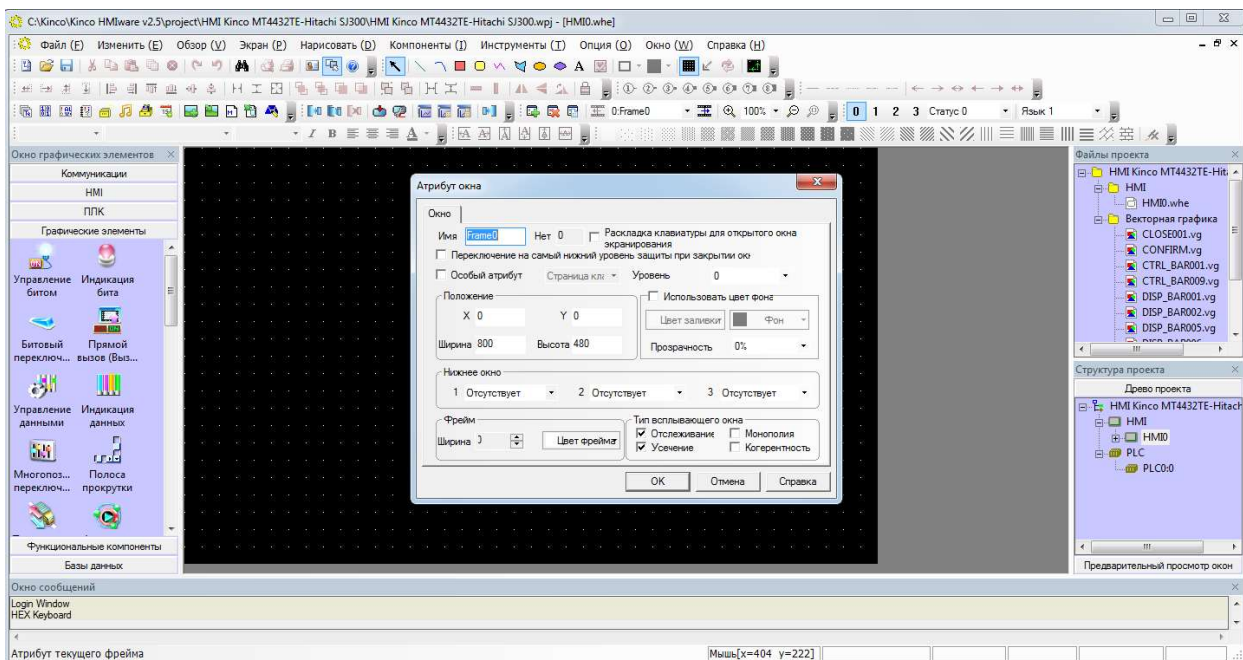 C:\Kinco\Kinco HMIware v2.5\project\HMI Kinco MT4432TE-Hitachi SJ300\HMI Kinco MT4432TE-Hitachi SJ300.wpj - [HMI0.whe]
Файл (F) Изменить (E) Обзор (V) Экран (P) Нарисовать (D) Компоненты (I) Инструменты (T) Опция (O) Окно (W) Справка (H)
0:Frame0 100% 0 1 2 3 Статус 0 Язык 1
Окно графических элементов
Коммуникации
HMI
ПЛК
Графические элементы
Управление битом
Индикация бита
Битовый переключ...
Прямой вызов (Выз...
Управление данными
Индикация данных
Многопоз... переключ...
Полоса прокрутки
Функциональные компоненты
Базы данных
Атрибут окна
Окно
Имя Frame0 Нет 0 Раскладка клавиатуры для открытого окна экранирования
Переключение на самый нижний уровень защиты при закрытии ок
Особый атрибут Страница кла Уровень 0
Положение
X 0 Y 0
Ширина 800 Высота 480
Использовать цвет фона
Цвет заливки Фон
Прозрачность 0%
Нижнее окно
1 Отсутствует 2 Отсутствует 3 Отсутствует
Фрейм
Ширина Цвет фрейма
Тип всплывающего окна
Отслеживание Монополия
Усечение Когерентность
OK Отмена Справка
Файлы проекта
HMI Kinco MT4432TE-Hita
HMI
HMI0.whe
Векторная графика
CLOSE001.vg
CONFIRM.vg
CTRL_BAR001.vg
CTRL_BAR009.vg
DISP_BAR001.vg
DISP_BAR002.vg
DISP_BAR005.vg
Структура проекта
Древо проекта
HMI Kinco MT4432TE-Hitach
HMI
HMI0
PLC
PLC0:0
Предварительный просмотр окон
Окно сообщений
Login Window
HEX Keyboard
Атрибут текущего фрейма
Мышь[x=404 y=222]